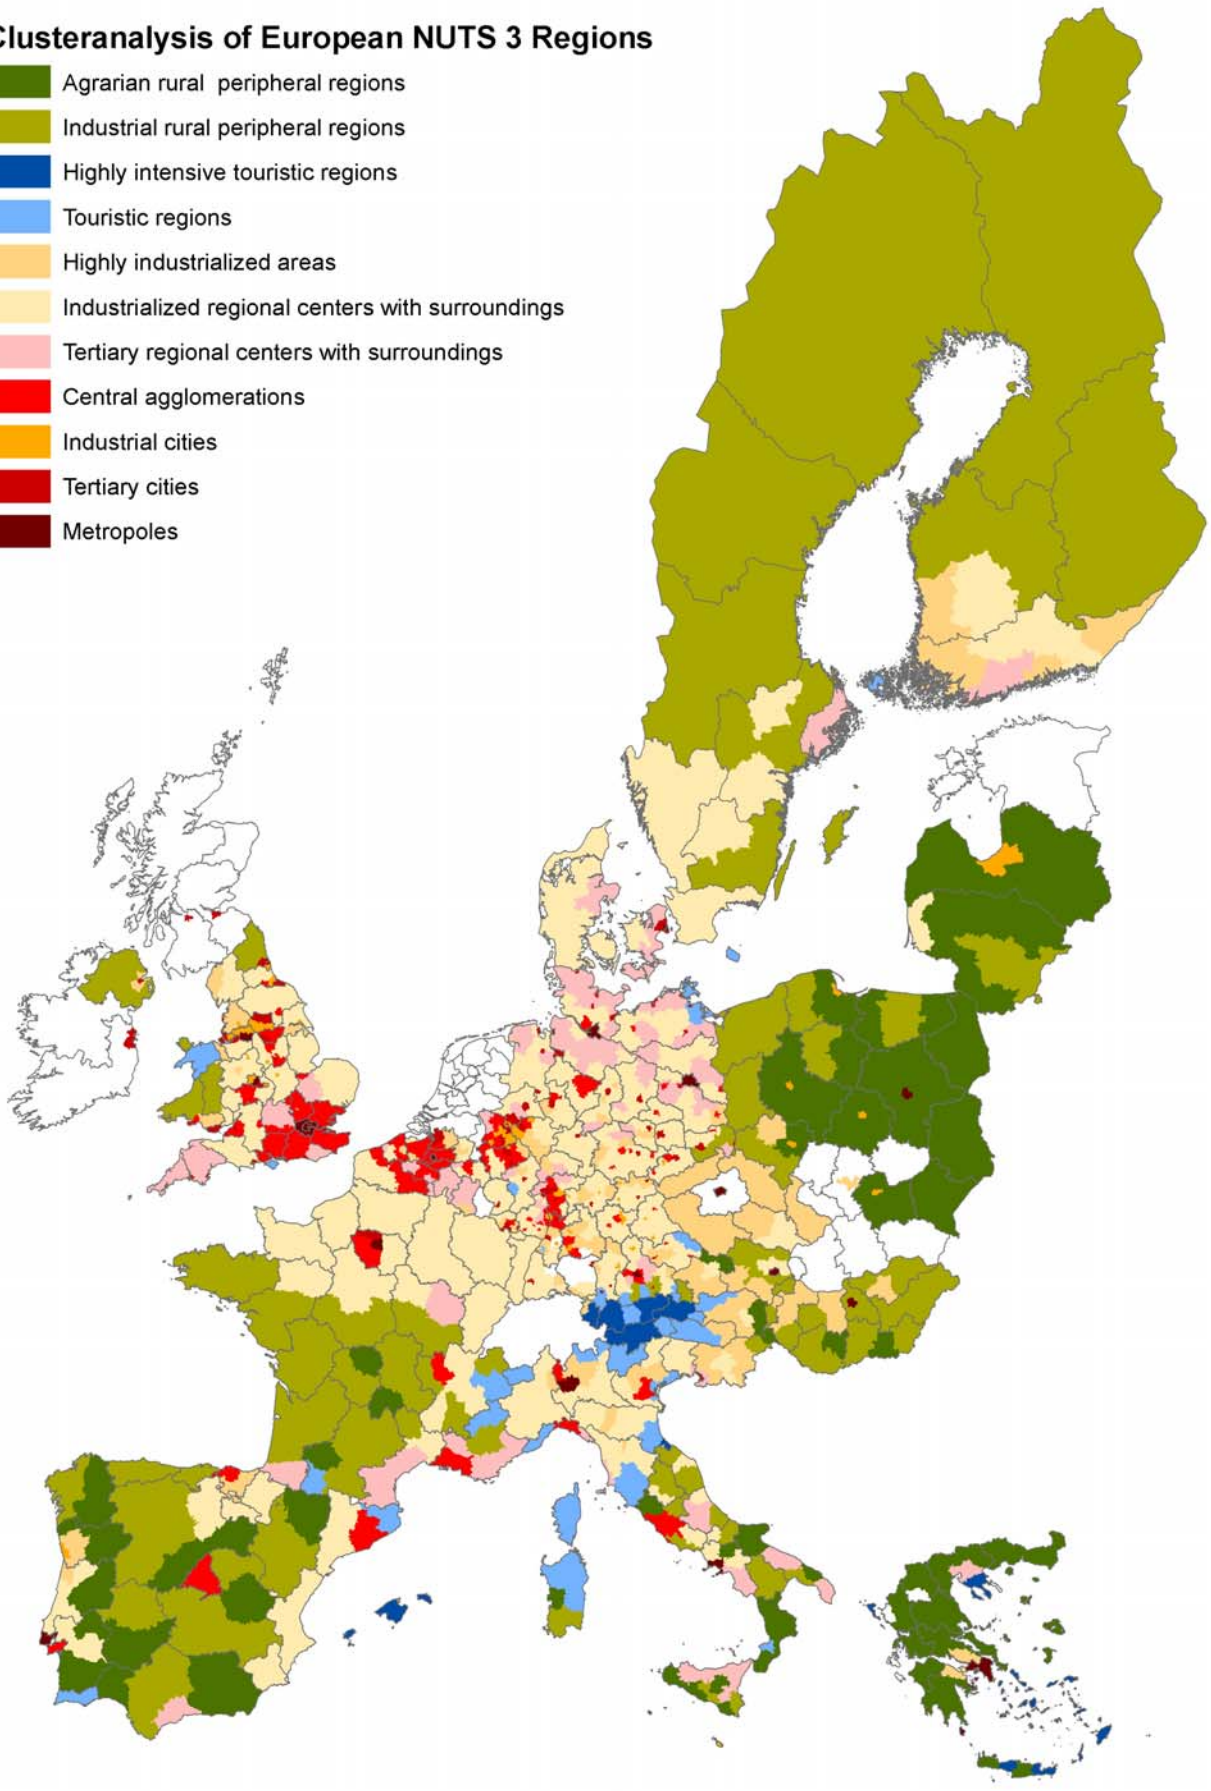 Clusteranalysis of European NUTS 3 Regions
Agrarian rural peripheral regions
Industrial rural peripheral regions
Highly intensive touristic regions
Touristic regions
Highly industrialized areas
Industrialized regional centers with surroundings
Tertiary regional centers with surroundings
Central agglomerations
Industrial cities
Tertiary cities
Metropoles